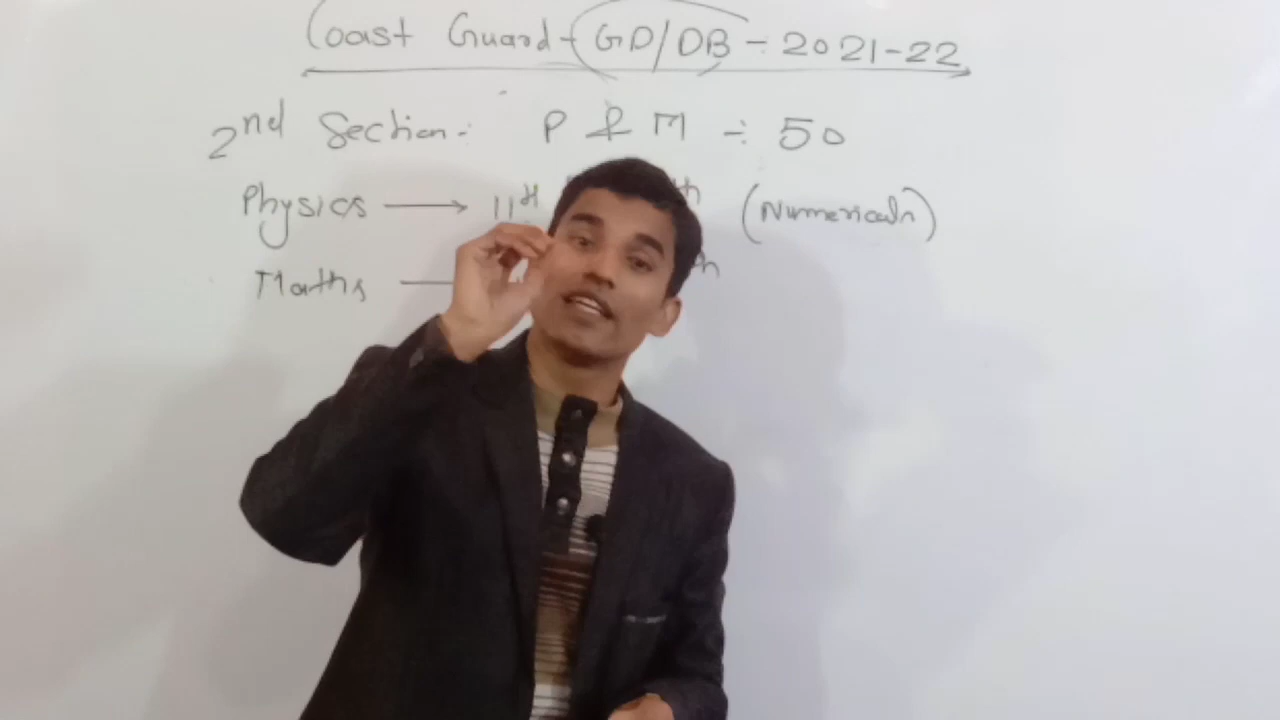 Coast Guard - GD/DB - 2021-22
2nd Section:- P & M ÷ 50
Physics → 11th th (Numericals)
Maths —